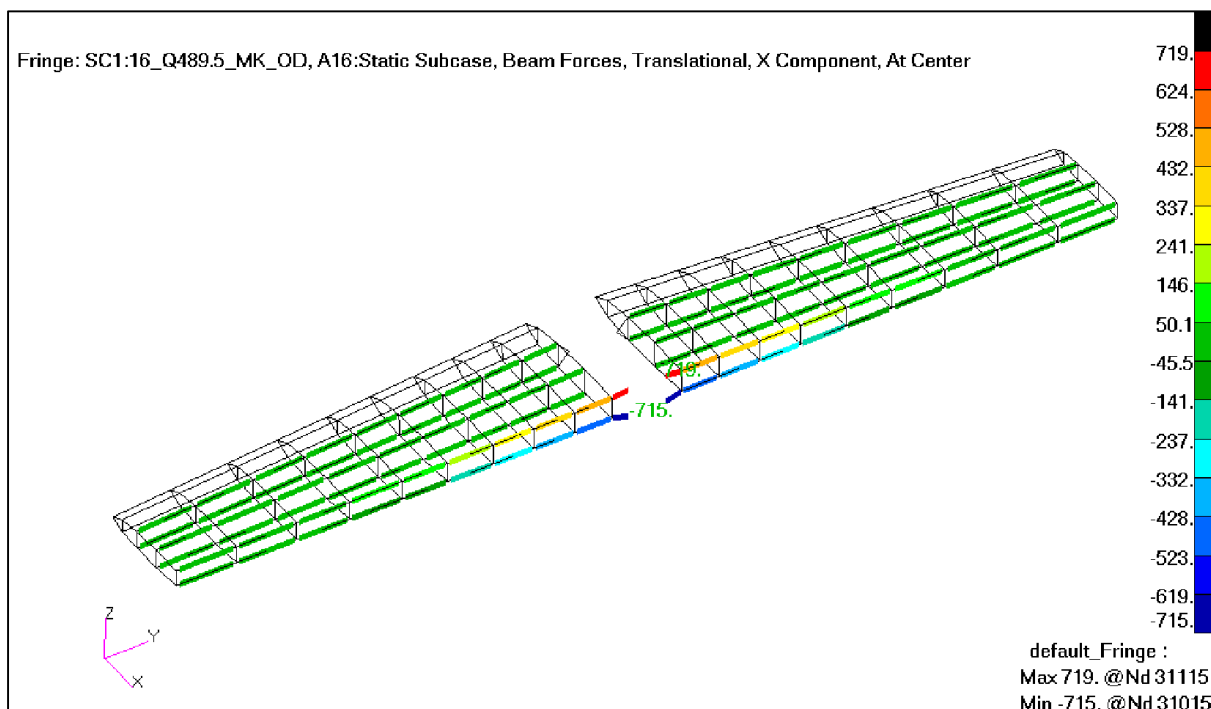 Fringe: SC1:16_Q489.5_MK_OD, A16:Static Subcase, Beam Forces, Translational, X Component, At Center
719.
624.
528.
432.
337.
241.
146.
50.1
-45.5
-141.
-237.
-332.
-428.
-523.
-619.
-715.
719.
-715.
Z
Y
X
default_Fringe :
Max 719. @Nd 31115
Min -715. @Nd 31015